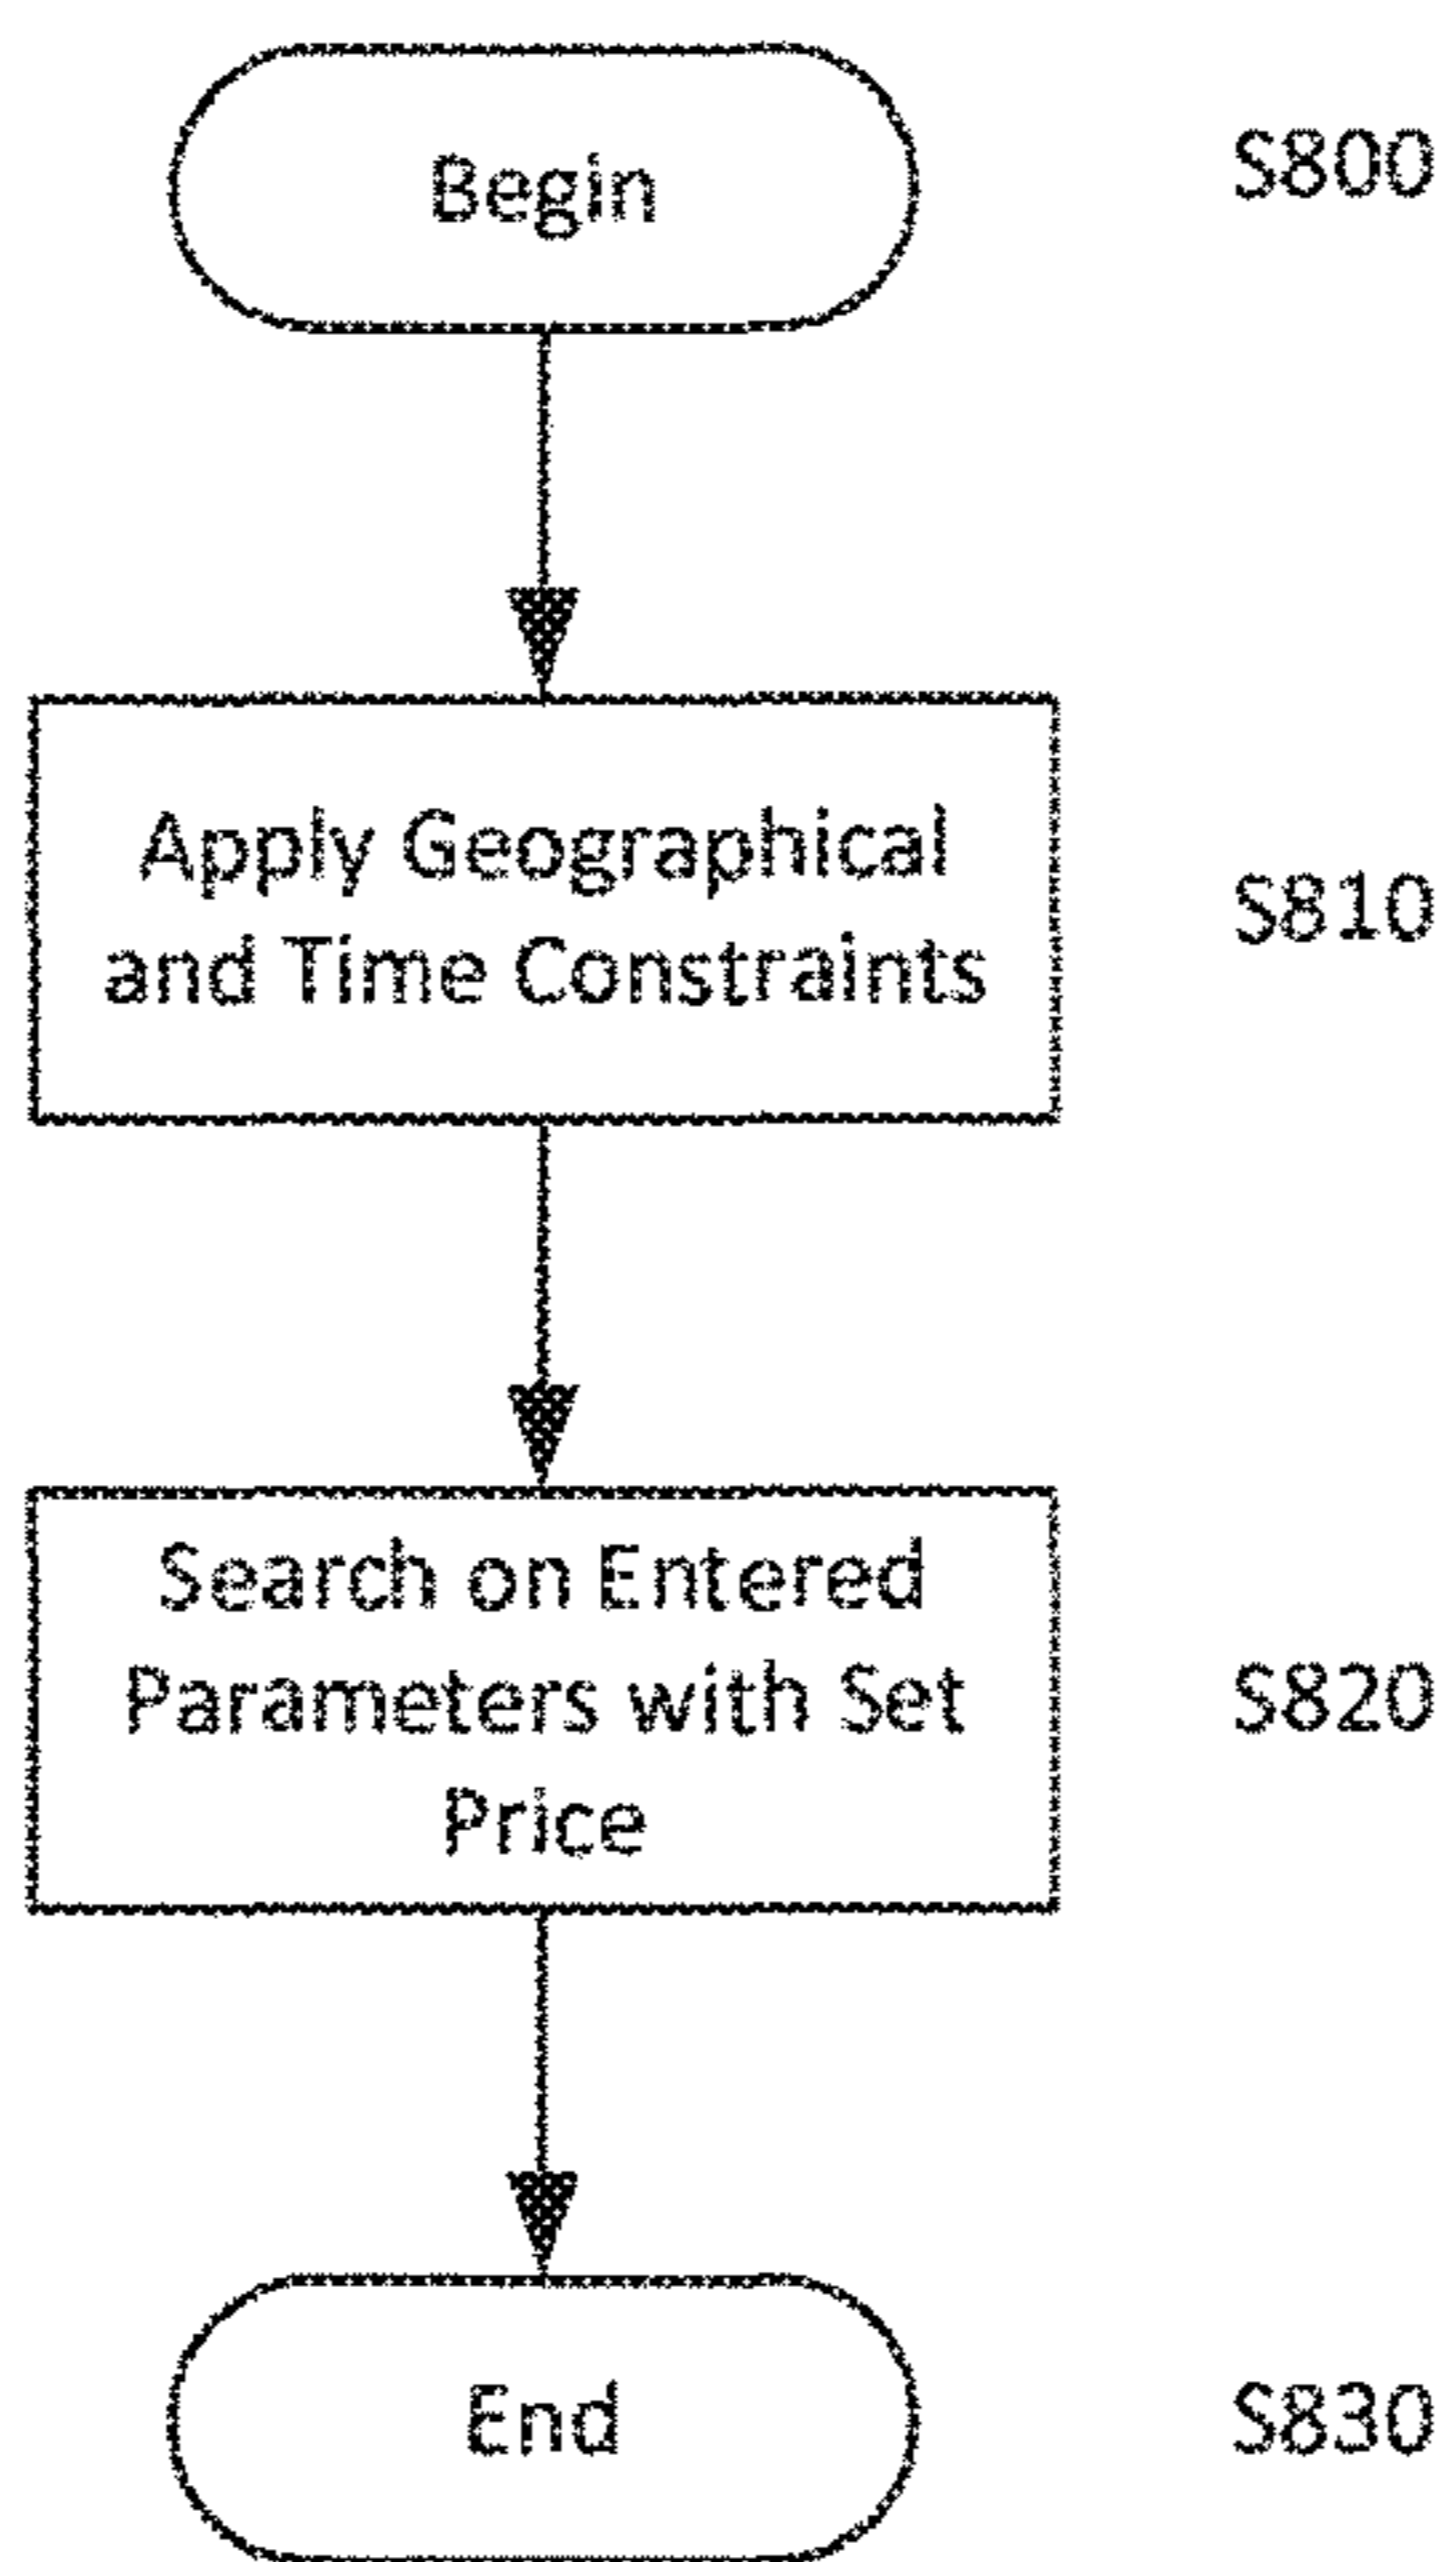 Begin
S800
Apply Geographical
and Time Constraints
S810
Search on Entered
Parameters with Set
Price
S820
End
S830